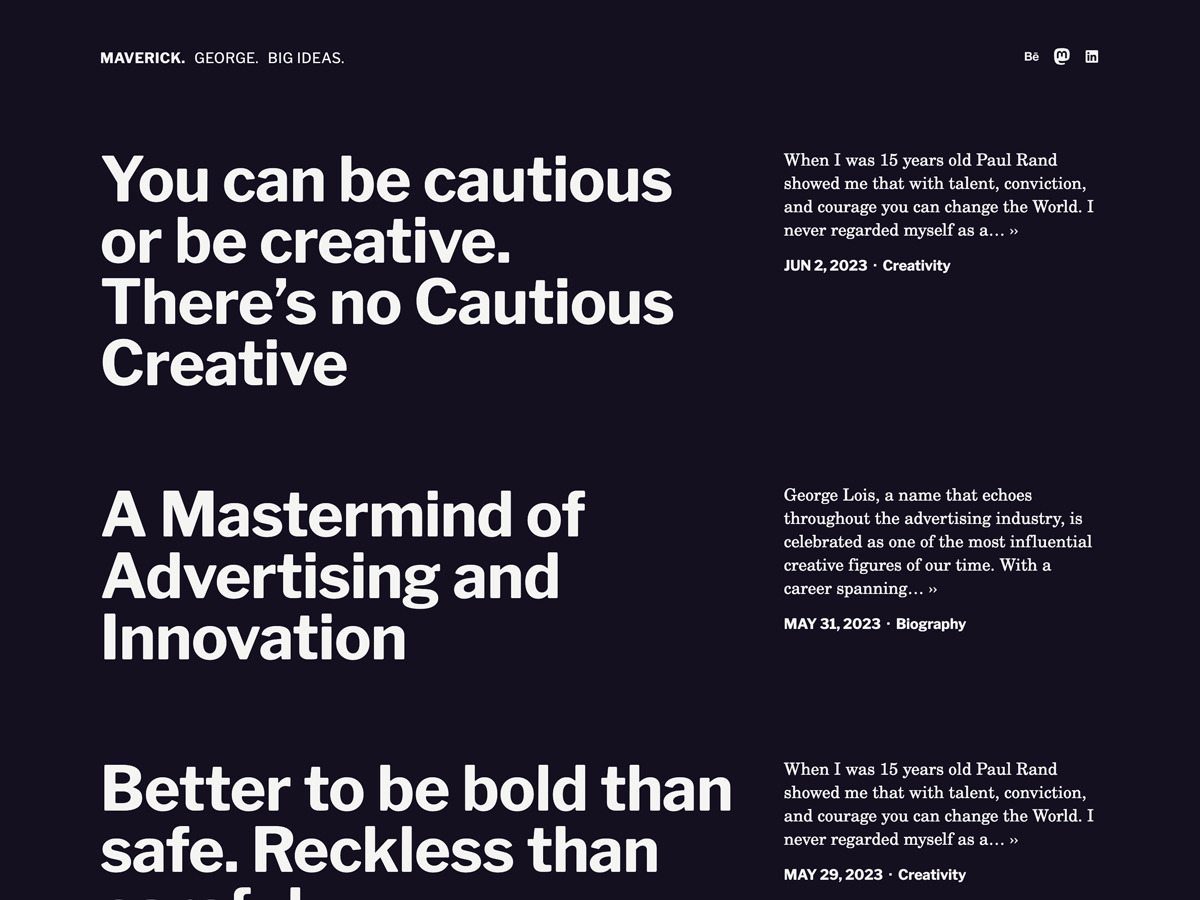 MAVERICK. GEORGE. BIG IDEAS.
Bē
in
You can be cautious
or be creative.
There’s no Cautious
Creative
When I was 15 years old Paul Rand
showed me that with talent, conviction,
and courage you can change the World. I
never regarded myself as a… ››
JUN 2, 2023 · Creativity
A Mastermind of
Advertising and
Innovation
George Lois, a name that echoes
throughout the advertising industry, is
celebrated as one of the most influential
creative figures of our time. With a
career spanning… ››
MAY 31, 2023 · Biography
Better to be bold than
safe. Reckless than
When I was 15 years old Paul Rand
showed me that with talent, conviction,
and courage you can change the World. I
never regarded myself as a… ››
MAY 29, 2023 · Creativity